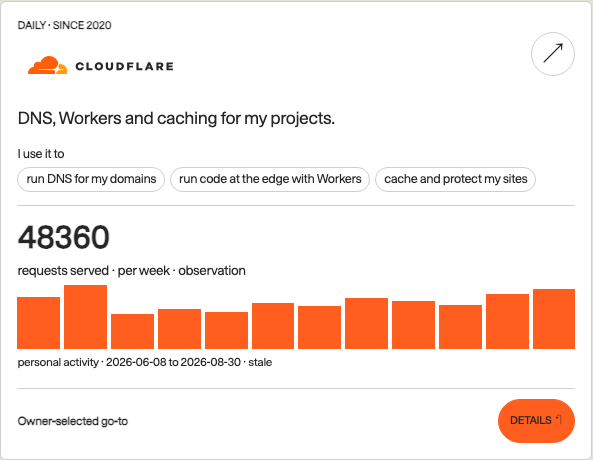 DAILY · SINCE 2020
CLOUDFLARE
DNS, Workers and caching for my projects.
I use it to
run DNS for my domains
run code at the edge with Workers
cache and protect my sites
48360
requests served · per week · observation
personal activity · 2026-06-08 to 2026-08-30 · stale
Owner-selected go-to
DETAILS